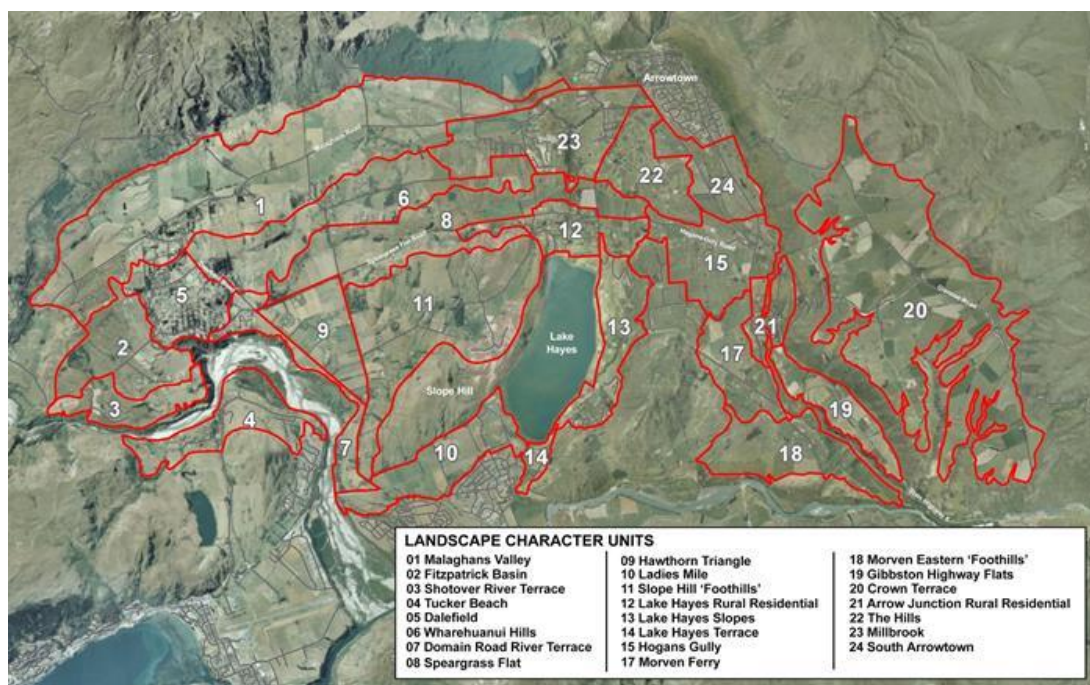 Arrowtown
23
22
24
1
6
8
12
Hogans Gully Road
15
5
20
11
Lake
Hayes
13
21
9
2
17
Slope Hill
3
4
19
7
10
14
18
LANDSCAPE CHARACTER UNITS
01 Malaghans Valley
02 Fitzpatrick Basin
03 Shotover River Terrace
04 Tucker Beach
05 Dalefield
06 Wharehuanui Hills
07 Domain Road River Terrace
08 Speargrass Flat
09 Hawthorn Triangle
10 Ladies Mile
11 Slope Hill 'Foothills'
12 Lake Hayes Rural Residential
13 Lake Hayes Slopes
14 Lake Hayes Terrace
15 Hogans Gully
17 Morven Ferry
18 Morven Eastern 'Foothills'
19 Gibbston Highway Flats
20 Crown Terrace
21 Arrow Junction Rural Residential
22 The Hills
23 Millbrook
24 South Arrowtown